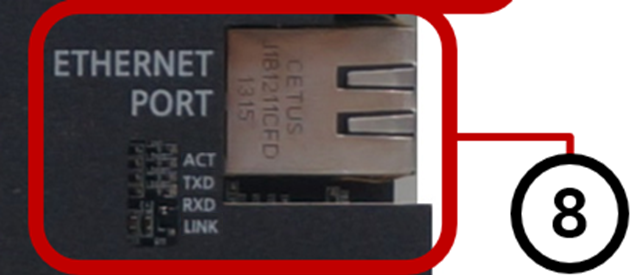 ETHERNET
PORT
CETUS
J1B1211CFD
1315
ACT
TXD
RXD
LINK
8